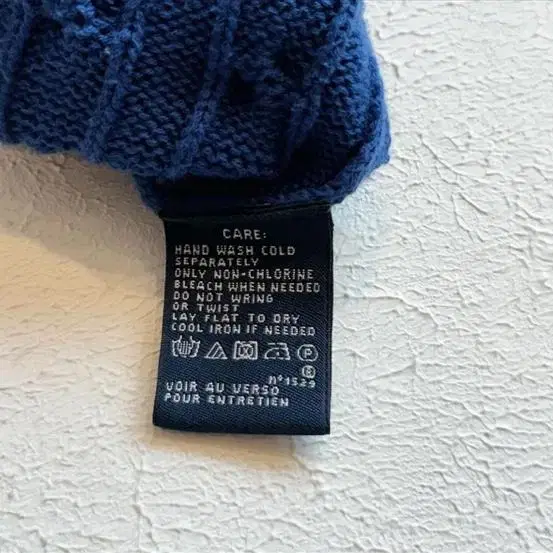 CARE:
HAND WASH COLD
SEPARATELY
ONLY NON-CHLORINE
BLEACH WHEN NEEDED
DO NOT WRING
OR TWIST
LAY FLAT TO DRY
COOL IRON IF NEEDED
P
nº1529
VOIR AU VERSO
POUR ENTRETIEN